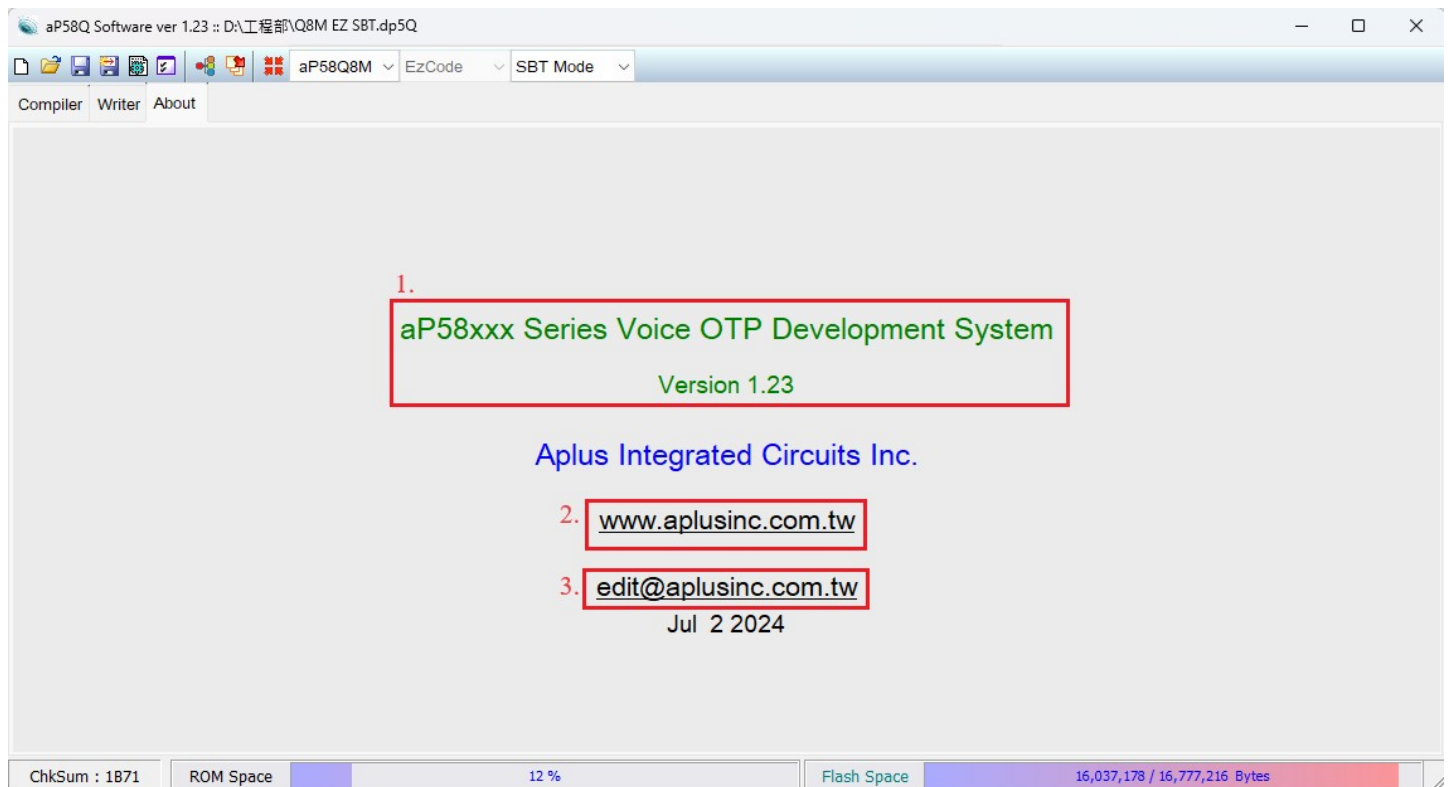 aP58Q Software ver 1.23 :: D:\工程部\Q8M EZ SBT.dp5Q
aP58Q8M EzCode SBT Mode
Compiler Writer About
1.
aP58xxx Series Voice OTP Development System
Version 1.23
Aplus Integrated Circuits Inc.
2. www.aplusinc.com.tw
3. edit@aplusinc.com.tw
Jul 2 2024
ChkSum : 1B71 ROM Space 12 % Flash Space 16,037,178 / 16,777,216 Bytes